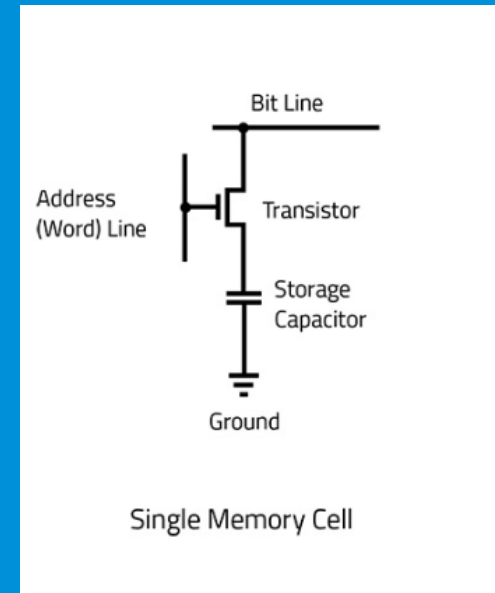 Bit Line
Address
(Word) Line
Transistor
Storage
Capacitor
Ground
Single Memory Cell